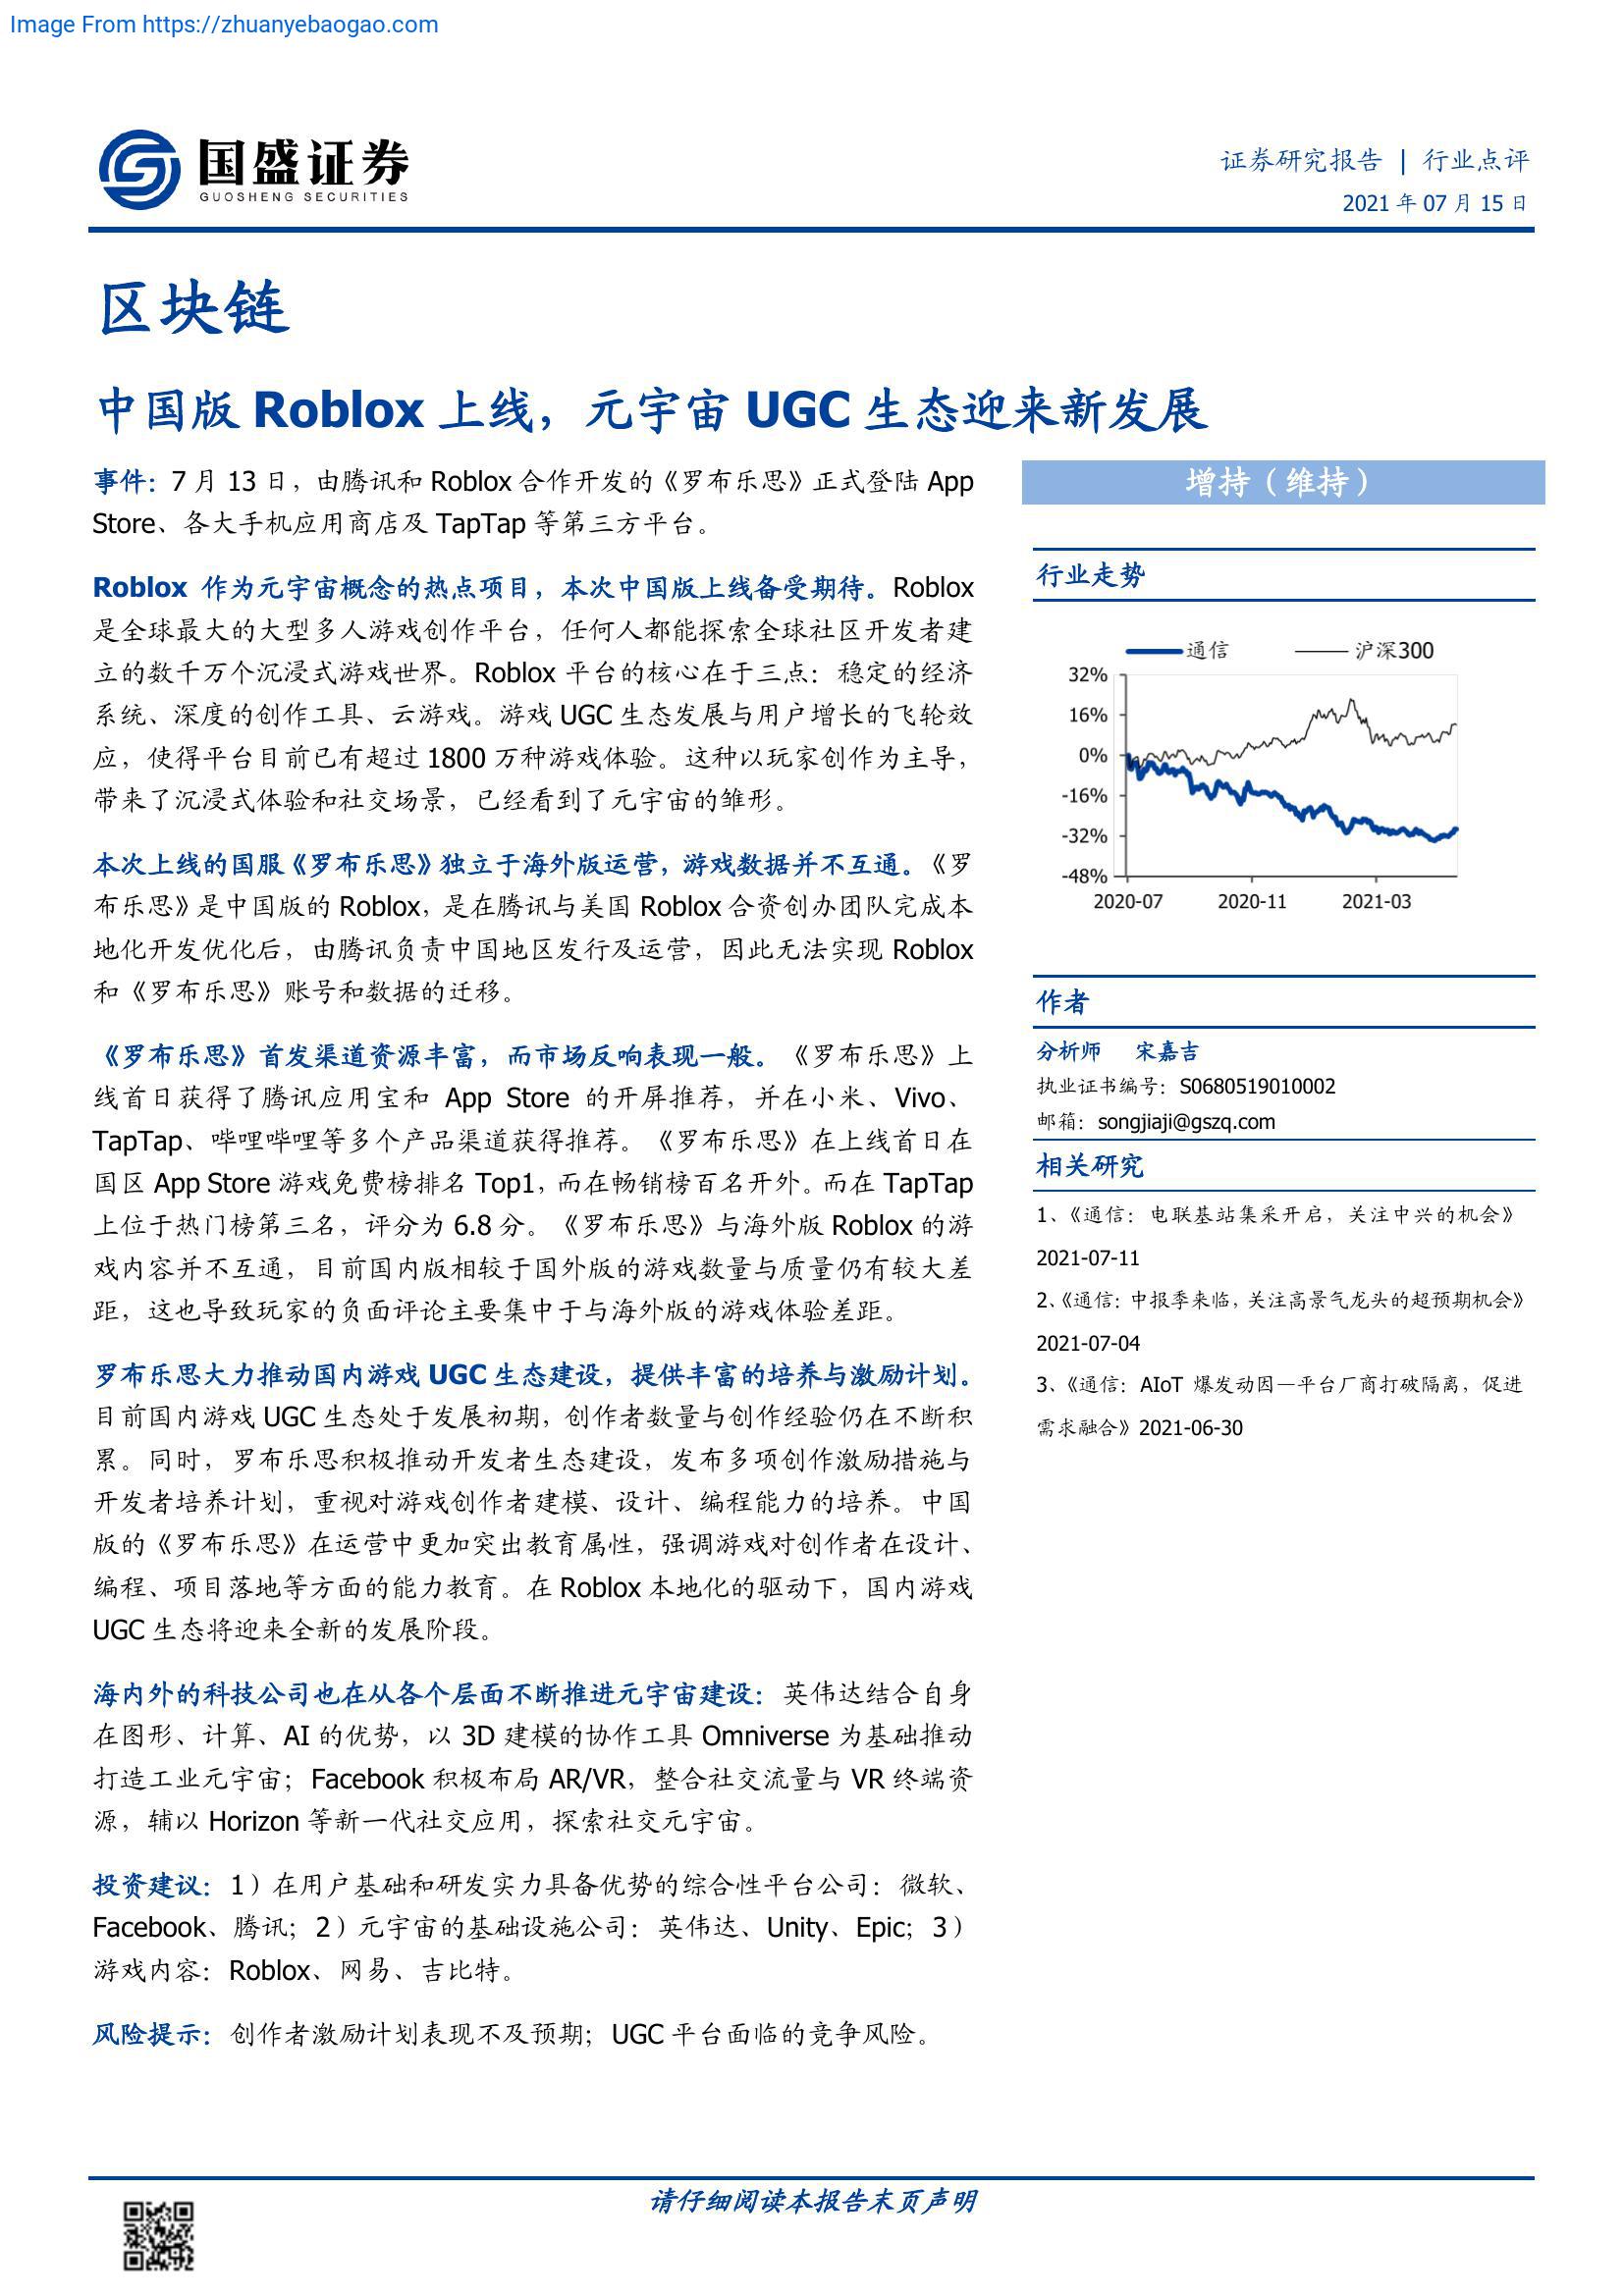 Image From https://zhuanyebaogao.com
国盛证券
GUOSHENG SECURITIES
证券研究报告 | 行业点评
2021 年 07 月 15 日
区块链
中国版 Roblox 上线，元宇宙 UGC 生态迎来新发展
事件：7 月 13 日，由腾讯和 Roblox 合作开发的《罗布乐思》正式登陆 App
Store、各大手机应用商店及 TapTap 等第三方平台。
Roblox 作为元宇宙概念的热点项目，本次中国版上线备受期待。Roblox
是全球最大的大型多人游戏创作平台，任何人都能探索全球社区开发者建
立的数千万个沉浸式游戏世界。Roblox 平台的核心在于三点：稳定的经济
系统、深度的创作工具、云游戏。游戏 UGC 生态发展与用户增长的飞轮效
应，使得平台目前已有超过 1800 万种游戏体验。这种以玩家创作为主导，
带来了沉浸式体验和社交场景，已经看到了元宇宙的雏形。
本次上线的国服《罗布乐思》独立于海外版运营，游戏数据并不互通。《罗
布乐思》是中国版的 Roblox，是在腾讯与美国 Roblox 合资创办团队完成本
地化开发优化后，由腾讯负责中国地区发行及运营，因此无法实现 Roblox
和《罗布乐思》账号和数据的迁移。
《罗布乐思》首发渠道资源丰富，而市场反响表现一般。《罗布乐思》上
线首日获得了腾讯应用宝和 App Store 的开屏推荐，并在小米、Vivo、
TapTap、哔哩哔哩等多个产品渠道获得推荐。《罗布乐思》在上线首日在
国区 App Store 游戏免费榜排名 Top1，而在畅销榜百名开外。而在 TapTap
上位于热门榜第三名，评分为 6.8 分。《罗布乐思》与海外版 Roblox 的游
戏内容并不互通，目前国内版相较于国外版的游戏数量与质量仍有较大差
距，这也导致玩家的负面评论主要集中于与海外版的游戏体验差距。
罗布乐思大力推动国内游戏 UGC 生态建设，提供丰富的培养与激励计划。
目前国内游戏 UGC 生态处于发展初期，创作者数量与创作经验仍在不断积
累。同时，罗布乐思积极推动开发者生态建设，发布多项创作激励措施与
开发者培养计划，重视对游戏创作者建模、设计、编程能力的培养。中国
版的《罗布乐思》在运营中更加突出教育属性，强调游戏对创作者在设计、
编程、项目落地等方面的能力教育。在 Roblox 本地化的驱动下，国内游戏
UGC 生态将迎来全新的发展阶段。
海内外的科技公司也在从各个层面不断推进元宇宙建设：英伟达结合自身
在图形、计算、AI 的优势，以 3D 建模的协作工具 Omniverse 为基础推动
打造工业元宇宙；Facebook 积极布局 AR/VR，整合社交流量与 VR 终端资
源，辅以 Horizon 等新一代社交应用，探索社交元宇宙。
投资建议：1）在用户基础和研发实力具备优势的综合性平台公司：微软、
Facebook、腾讯；2）元宇宙的基础设施公司：英伟达、Unity、Epic；3）
游戏内容：Roblox、网易、吉比特。
风险提示：创作者激励计划表现不及预期；UGC 平台面临的竞争风险。
增持（维持）
行业走势
通信 沪深300
32%
16%
0%
-16%
-32%
-48%
2020-07 2020-11 2021-03
作者
分析师 宋嘉吉
执业证书编号：S0680519010002
邮箱：songjiaji@gszq.com
相关研究
1、《通信：电联基站集采开启，关注中兴的机会》
2021-07-11
2、《通信：中报季来临，关注高景气龙头的超预期机会》
2021-07-04
3、《通信：AIoT 爆发动因—平台厂商打破隔离，促进
需求融合》2021-06-30
请仔细阅读本报告末页声明